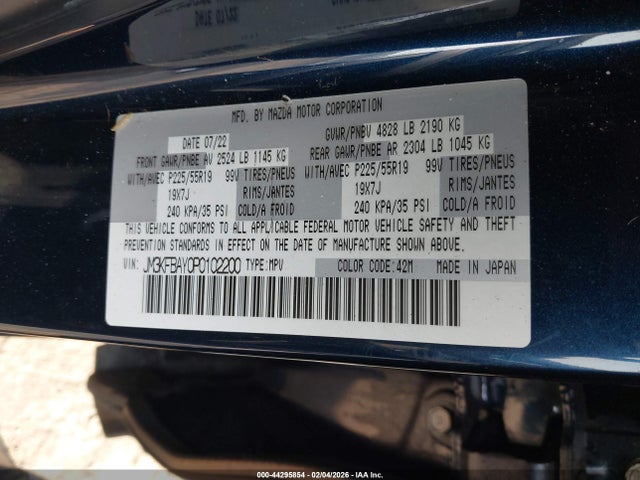 DATE 07/22
MFD. BY MAZDA MOTOR CORPORATION
DATE 07/22 GVWR/PNBV 4828 LB 2190 KG
FRONT GAWR/PNBE AV 2524 LB 1145 KG REAR GAWR/PNBE AR 2304 LB 1045 KG
WITH/AVEC P225/55R19 99V TIRES/PNEUS WITH/AVEC P225/55R19 99V TIRES/PNEUS
19X7J RIMS/JANTES 19X7J RIMS/JANTES
240 KPA/35 PSI COLD/A FROID 240 KPA/35 PSI COLD/A FROID
THIS VEHICLE CONFORMS TO ALL APPLICABLE FEDERAL MOTOR VEHICLE SAFETY AND THEFT
PREVENTION STANDARDS IN EFFECT ON THE DATE OF MANUFACTURE SHOWN ABOVE.
VIN: JM3KFBAY0P0102200 TYPE:MPV COLOR CODE:42M MADE IN JAPAN
000-44295854 | 02/04/2026 - IAA Inc.